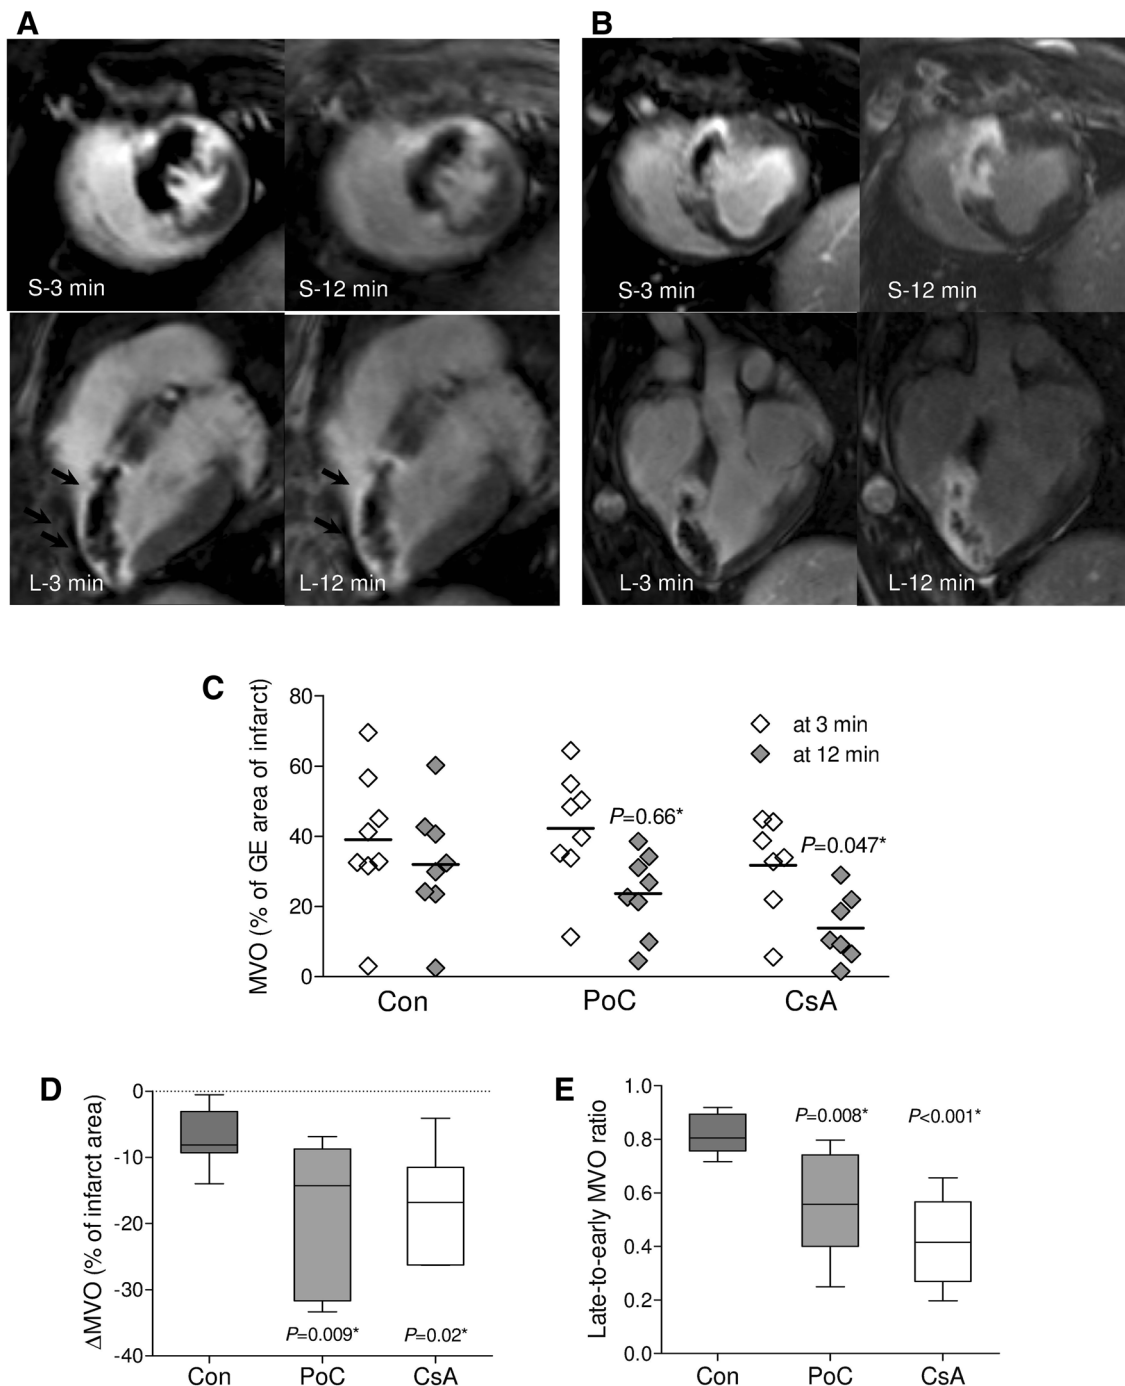 A
B
S-3 min
S-12 min
S-3 min
S-12 min
L-3 min
L-12 min
L-3 min
L-12 min
C
MVO (% of GE area of infarct)
80
60
40
20
0
at 3 min
at 12 min
P=0.66*
P=0.047*
Con
PoC
CsA
D
ΔMVO (% of infarct area)
0
-10
-20
-30
-40
P=0.009*
P=0.02*
Con
PoC
CsA
E
Late-to-early MVO ratio
1.0
0.8
0.6
0.4
0.2
0.0
P=0.008*
P<0.001*
Con
PoC
CsA